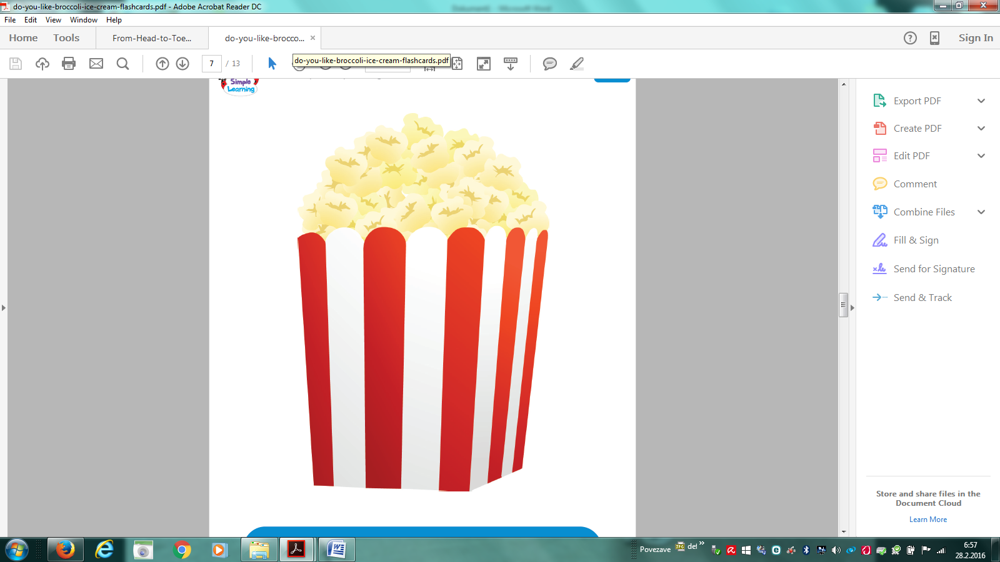 do-you-like-broccoli-ice-cream-flashcards.pdf - Adobe Acrobat Reader DC
File Edit View Window Help
Home Tools From-Head-to-Toe... do-you-like-brocco... × Sign In
7 / 13
do-you-like-broccoli-ice-cream-flashcards.pdf
Simple
Learning
Export PDF
Create PDF
Edit PDF
Comment
Combine Files
Fill & Sign
Send for Signature
Send & Track
Store and share files in the
Document Cloud
Learn More
Povezave
6:57
28.2.2016